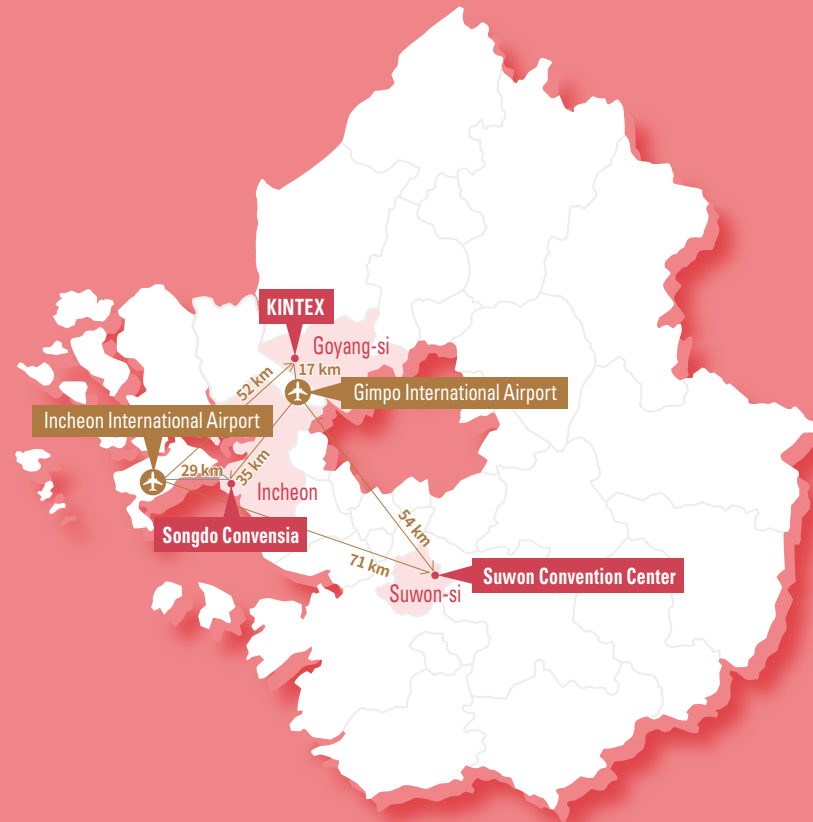 KINTEX
Goyang-si
17 km
52 km
Gimpo International Airport
Incheon International Airport
29 km
35 km
Incheon
Songdo Convensia
54 km
71 km
Suwon Convention Center
Suwon-si